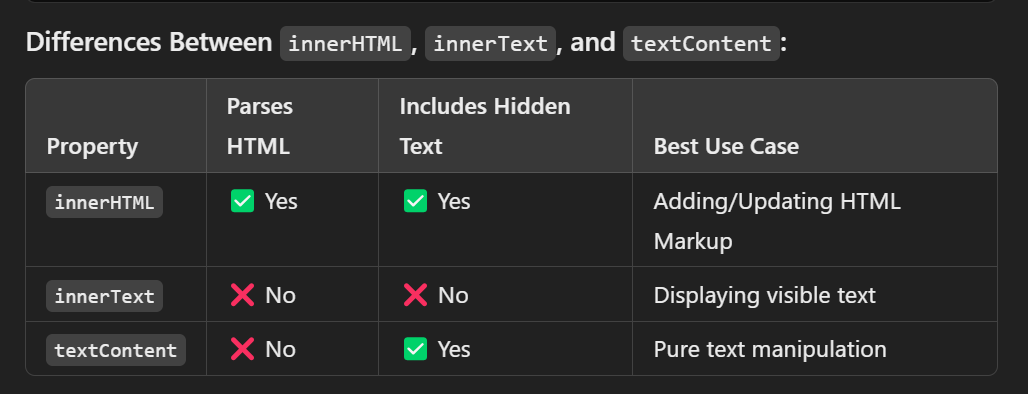 Differences Between innerHTML, innerText, and textContent:
Parses Includes Hidden
Property HTML Text Best Use Case
innerHTML ✅ Yes ✅ Yes Adding/Updating HTML
Markup
innerText ❌ No ❌ No Displaying visible text
textContent ❌ No ✅ Yes Pure text manipulation